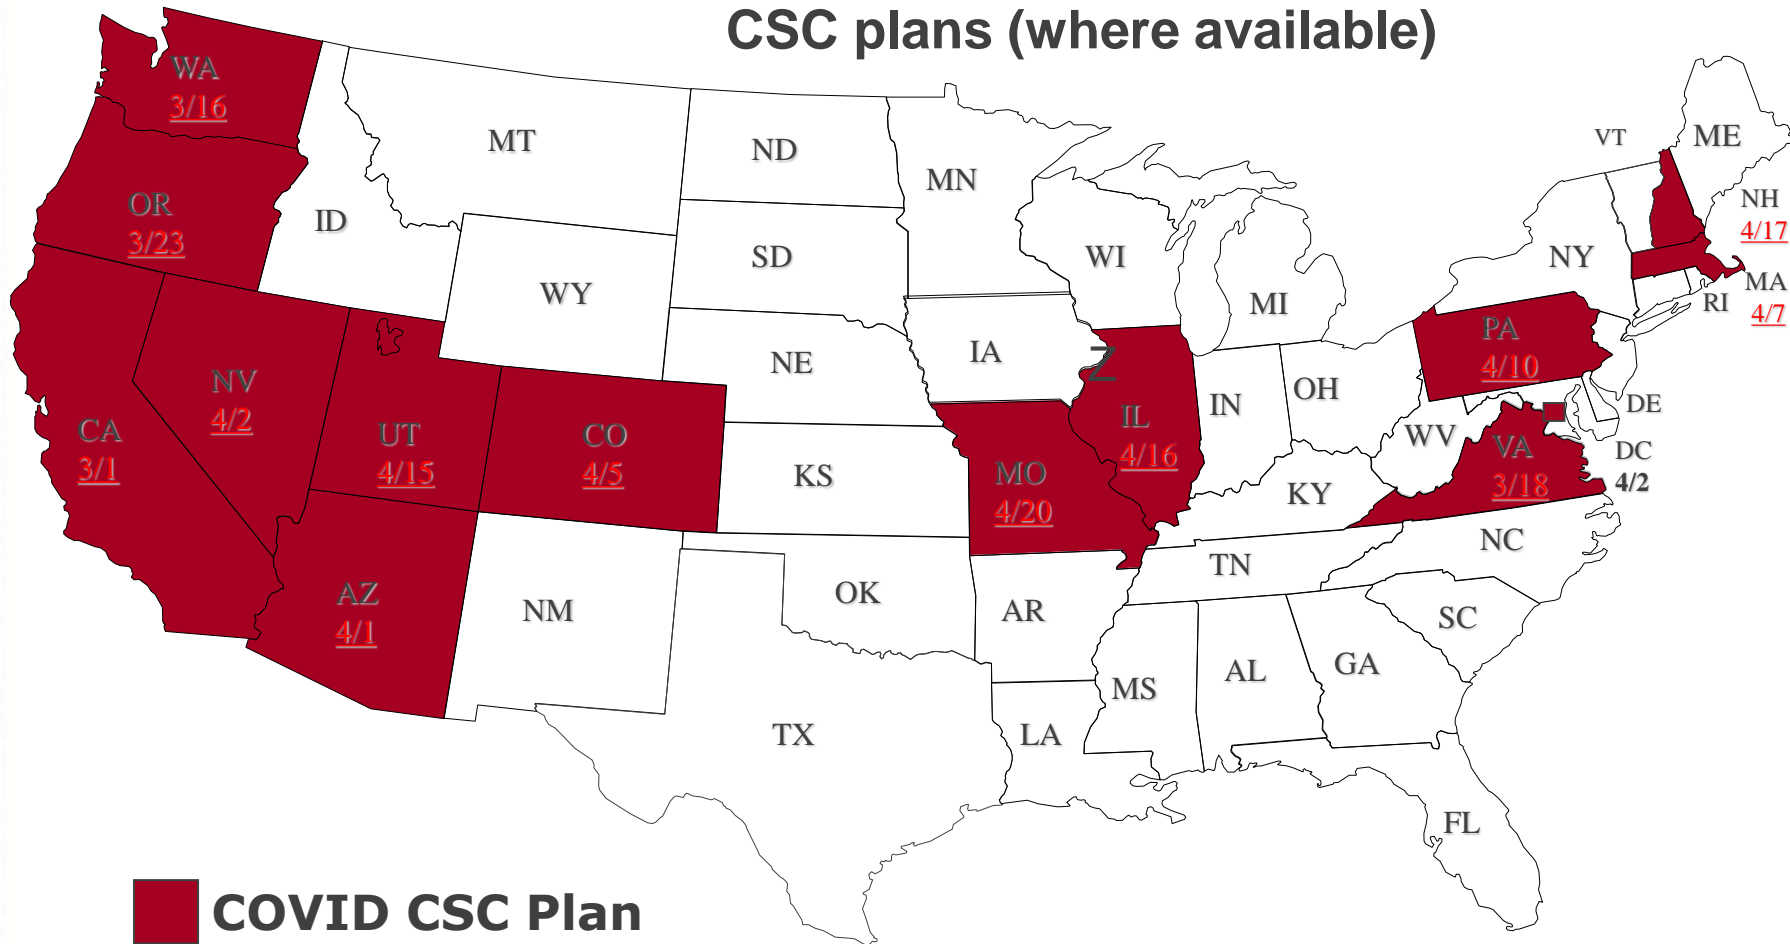 CSC plans (where available)
WA
3/16
MT
ND
MN
VT
ME
OR
3/23
ID
SD
WI
NY
NH
4/17
WY
MI
MA
4/7
RI
NV
4/2
NE
IA
Z
PA
4/10
CA
3/1
UT
4/15
CO
4/5
KS
MO
4/20
IL
4/16
IN
OH
WV
VA
3/18
DE
DC
4/2
KY
AZ
4/1
NM
OK
AR
TN
NC
SC
TX
LA
MS
AL
GA
FL
COVID CSC Plan